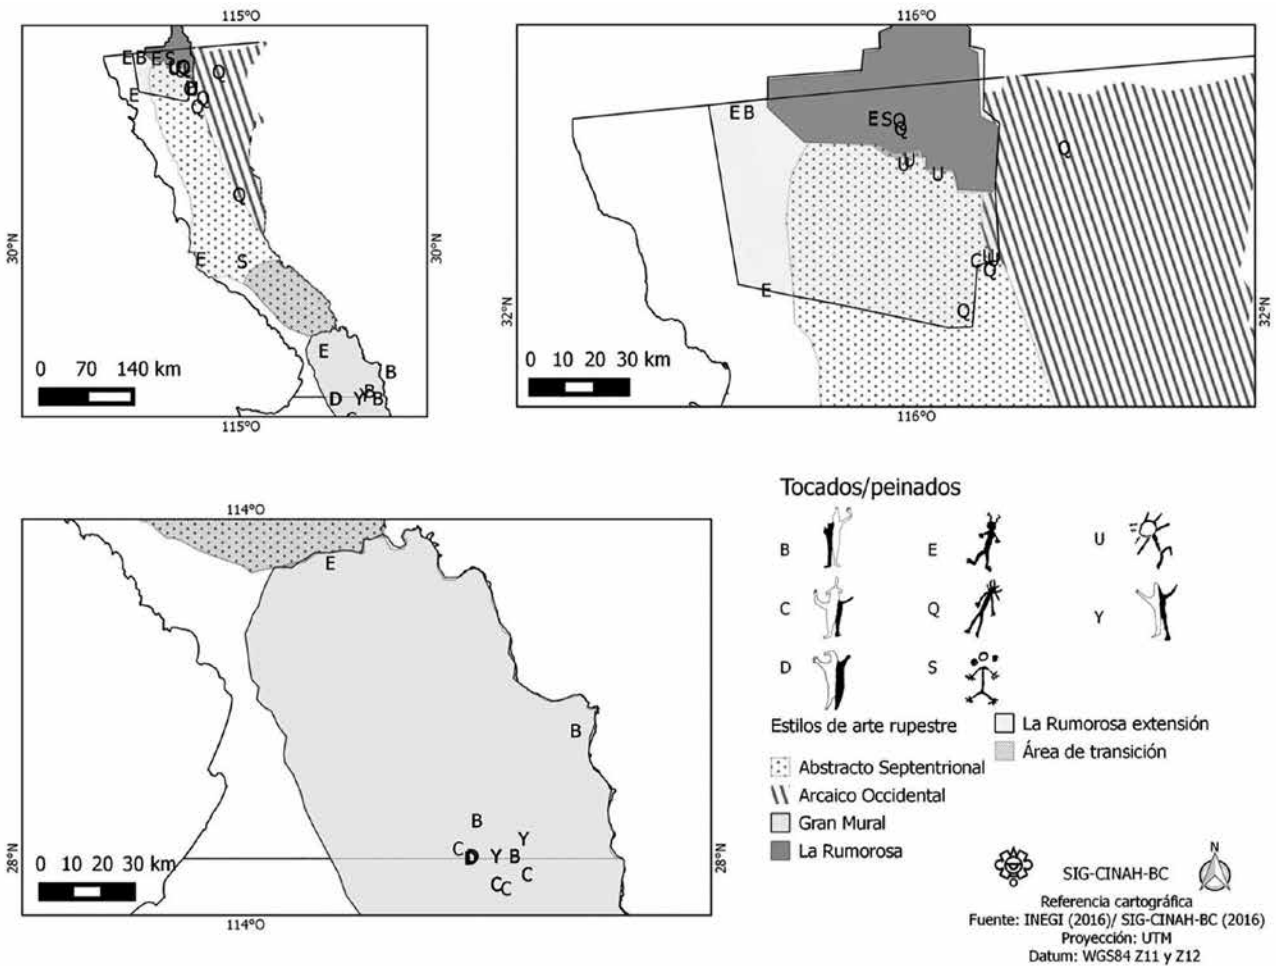 115°O
116°O
E B E S
U Q Q
E D Q
Q
Q
E S
30°N
30°N
E
B
0 70 140 km
D Y B B
C
115°O
E B
E S Q
Q
U U
U
Q
C U U
Q
E
Q
32°N
32°N
0 10 20 30 km
116°O
114°O
E
B
B
Y
C D Y B
C
C C
28°N
28°N
0 10 20 30 km
114°O
Tocados/peinados
B E U
C Q Y
D S
Estilos de arte rupestre
Abstracto Septentrional
Arcaico Occidental
Gran Mural
La Rumorosa
La Rumorosa extensión
Área de transición
N
SIG-CINAH-BC
Referencia cartográfica
Fuente: INEGI (2016)/ SIG-CINAH-BC (2016)
Proyección: UTM
Datum: WGS84 Z11 y Z12